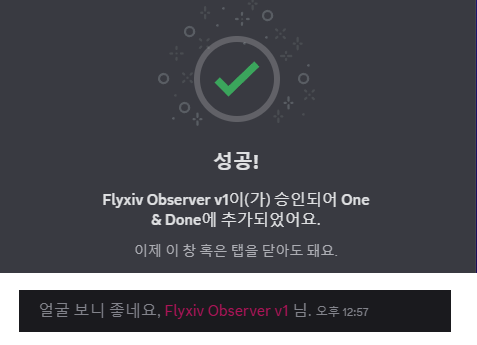 성공!
Flyxiv Observer v1이(가) 승인되어 One
& Done에 추가되었어요.
이제 이 창 혹은 탭을 닫아도 돼요.
얼굴 보니 좋네요, Flyxiv Observer v1 님. 오후 12:57